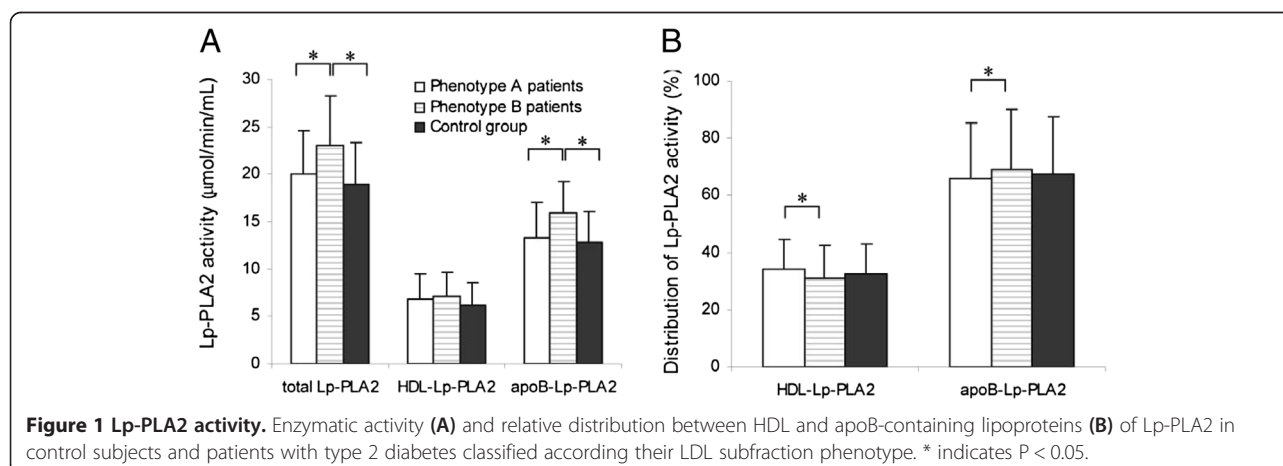 A
B
* *
Lp-PLA2 activity (µmol/min/mL)
30
25
20
15
10
5
0
Phenotype A patients
Phenotype B patients
Control group
* *
total Lp-PLA2 HDL-Lp-PLA2 apoB-Lp-PLA2
Distribution of Lp-PLA2 activity (%)
100
80
60
40
20
0
*
*
HDL-Lp-PLA2 apoB-Lp-PLA2
Figure 1 Lp-PLA2 activity. Enzymatic activity (A) and relative distribution between HDL and apoB-containing lipoproteins (B) of Lp-PLA2 in
control subjects and patients with type 2 diabetes classified according their LDL subfraction phenotype. * indicates P < 0.05.